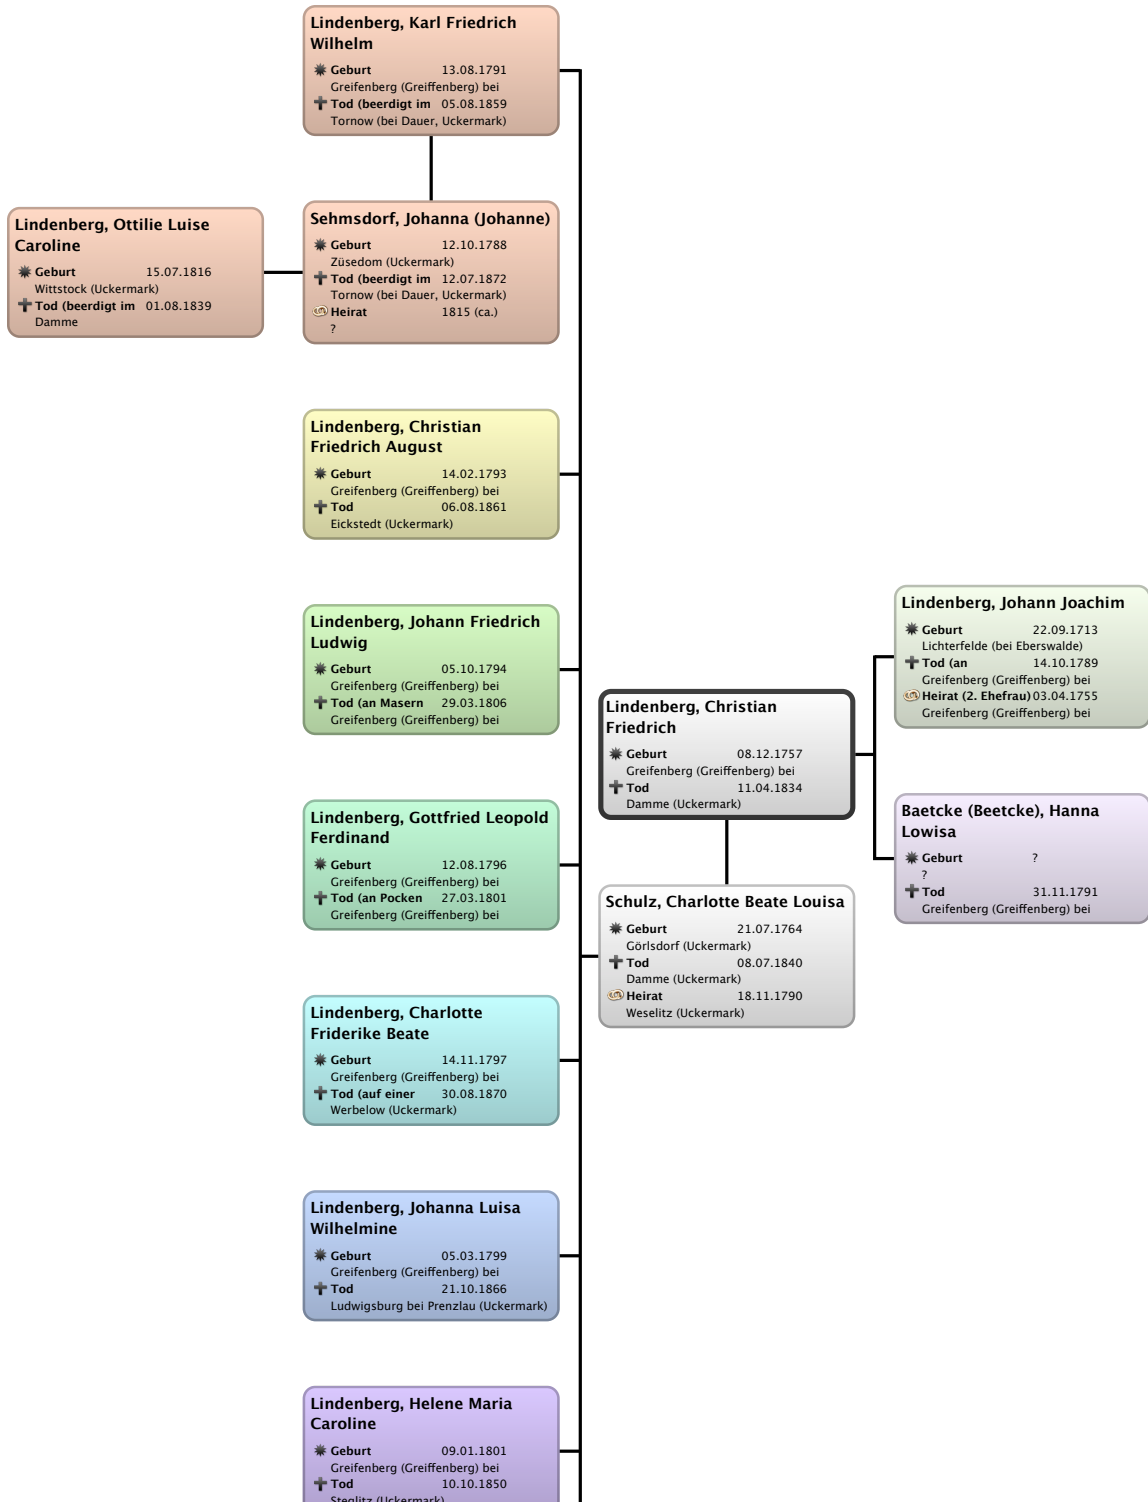 Lindenberg, Karl Friedrich
Wilhelm
Geburt 13.08.1791
Greifenberg (Greiffenberg) bei
Tod (beerdigt im 05.08.1859
Tornow (bei Dauer, Uckermark)
Lindenberg, Ottilie Luise
Caroline
Geburt 15.07.1816
Wittstock (Uckermark)
Tod (beerdigt im 01.08.1839
Damme
Sehmsdorf, Johanna (Johanne)
Geburt 12.10.1788
Züsedom (Uckermark)
Tod (beerdigt im 12.07.1872
Tornow (bei Dauer, Uckermark)
Heirat 1815 (ca.)
?
Lindenberg, Christian
Friedrich August
Geburt 14.02.1793
Greifenberg (Greiffenberg) bei
Tod 06.08.1861
Eickstedt (Uckermark)
Lindenberg, Johann Friedrich
Ludwig
Geburt 05.10.1794
Greifenberg (Greiffenberg) bei
Tod (an Masern 29.03.1806
Greifenberg (Greiffenberg) bei
Lindenberg, Gottfried Leopold
Ferdinand
Geburt 12.08.1796
Greifenberg (Greiffenberg) bei
Tod (an Pocken 27.03.1801
Greifenberg (Greiffenberg) bei
Lindenberg, Charlotte
Friderike Beate
Geburt 14.11.1797
Greifenberg (Greiffenberg) bei
Tod (auf einer 30.08.1870
Werbelow (Uckermark)
Lindenberg, Johanna Luisa
Wilhelmine
Geburt 05.03.1799
Greifenberg (Greiffenberg) bei
Tod 21.10.1866
Ludwigsburg bei Prenzlau (Uckermark)
Lindenberg, Helene Maria
Caroline
Geburt 09.01.1801
Greifenberg (Greiffenberg) bei
Tod 10.10.1850
Steglitz (Uckermark)
Lindenberg, Christian
Friedrich
Geburt 08.12.1757
Greifenberg (Greiffenberg) bei
Tod 11.04.1834
Damme (Uckermark)
Schulz, Charlotte Beate Louisa
Geburt 21.07.1764
Görlsdorf (Uckermark)
Tod 08.07.1840
Damme (Uckermark)
Heirat 18.11.1790
Weselitz (Uckermark)
Lindenberg, Johann Joachim
Geburt 22.09.1713
Lichterfelde (bei Eberswalde)
Tod (an 14.10.1789
Greifenberg (Greiffenberg) bei
Heirat (2. Ehefrau) 03.04.1755
Greifenberg (Greiffenberg) bei
Baetcke (Beetcke), Hanna
Lowisa
Geburt ?
?
Tod 31.11.1791
Greifenberg (Greiffenberg) bei